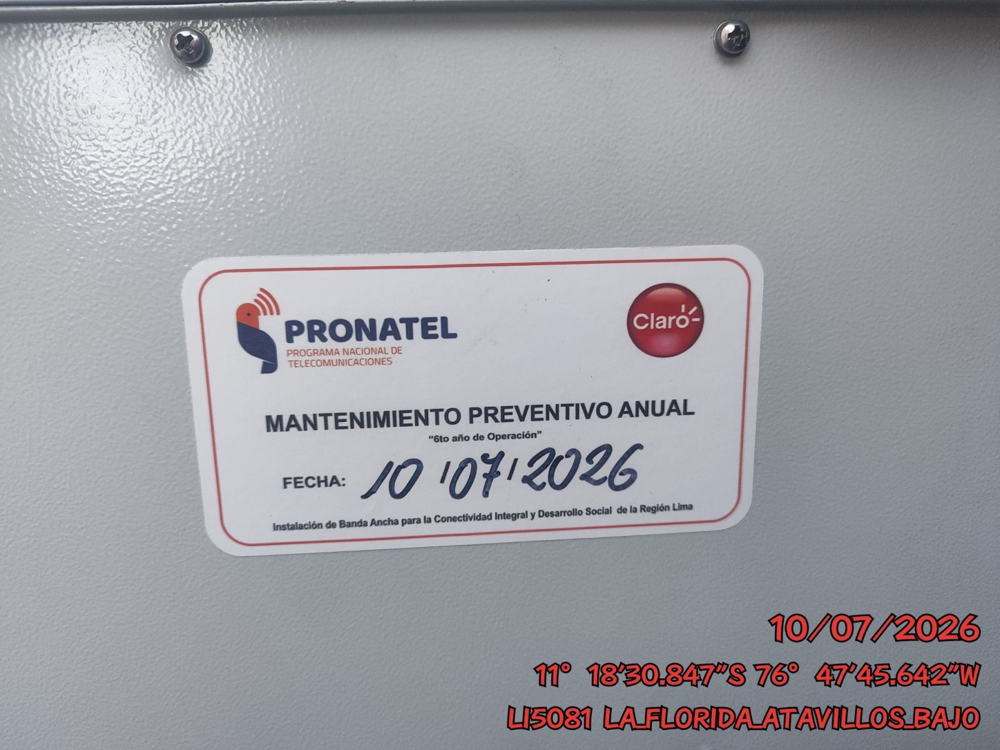 PRONATEL
PROGRAMA NACIONAL DE
TELECOMUNICACIONES
Claro
MANTENIMIENTO PREVENTIVO ANUAL
“6to año de Operación”
FECHA: 10/07/2026
Instalación de Banda Ancha para la Conectividad Integral y Desarrollo Social de la Región Lima
10/07/2026
11° 18'30.847"S 76° 47'45.642"W
LI5081 LA_FLORIDA_ATAVILLOS_BAJO